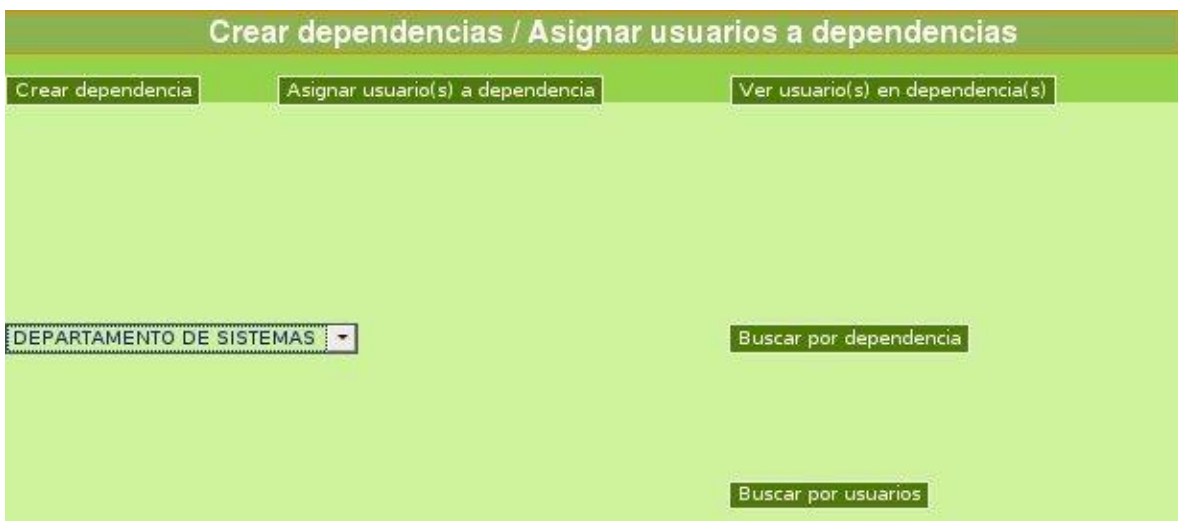 Crear dependencias / Asignar usuarios a dependencias
Crear dependencia Asignar usuario(s) a dependencia Ver usuario(s) en dependencia(s)
DEPARTAMENTO DE SISTEMAS Buscar por dependencia
Buscar por usuarios